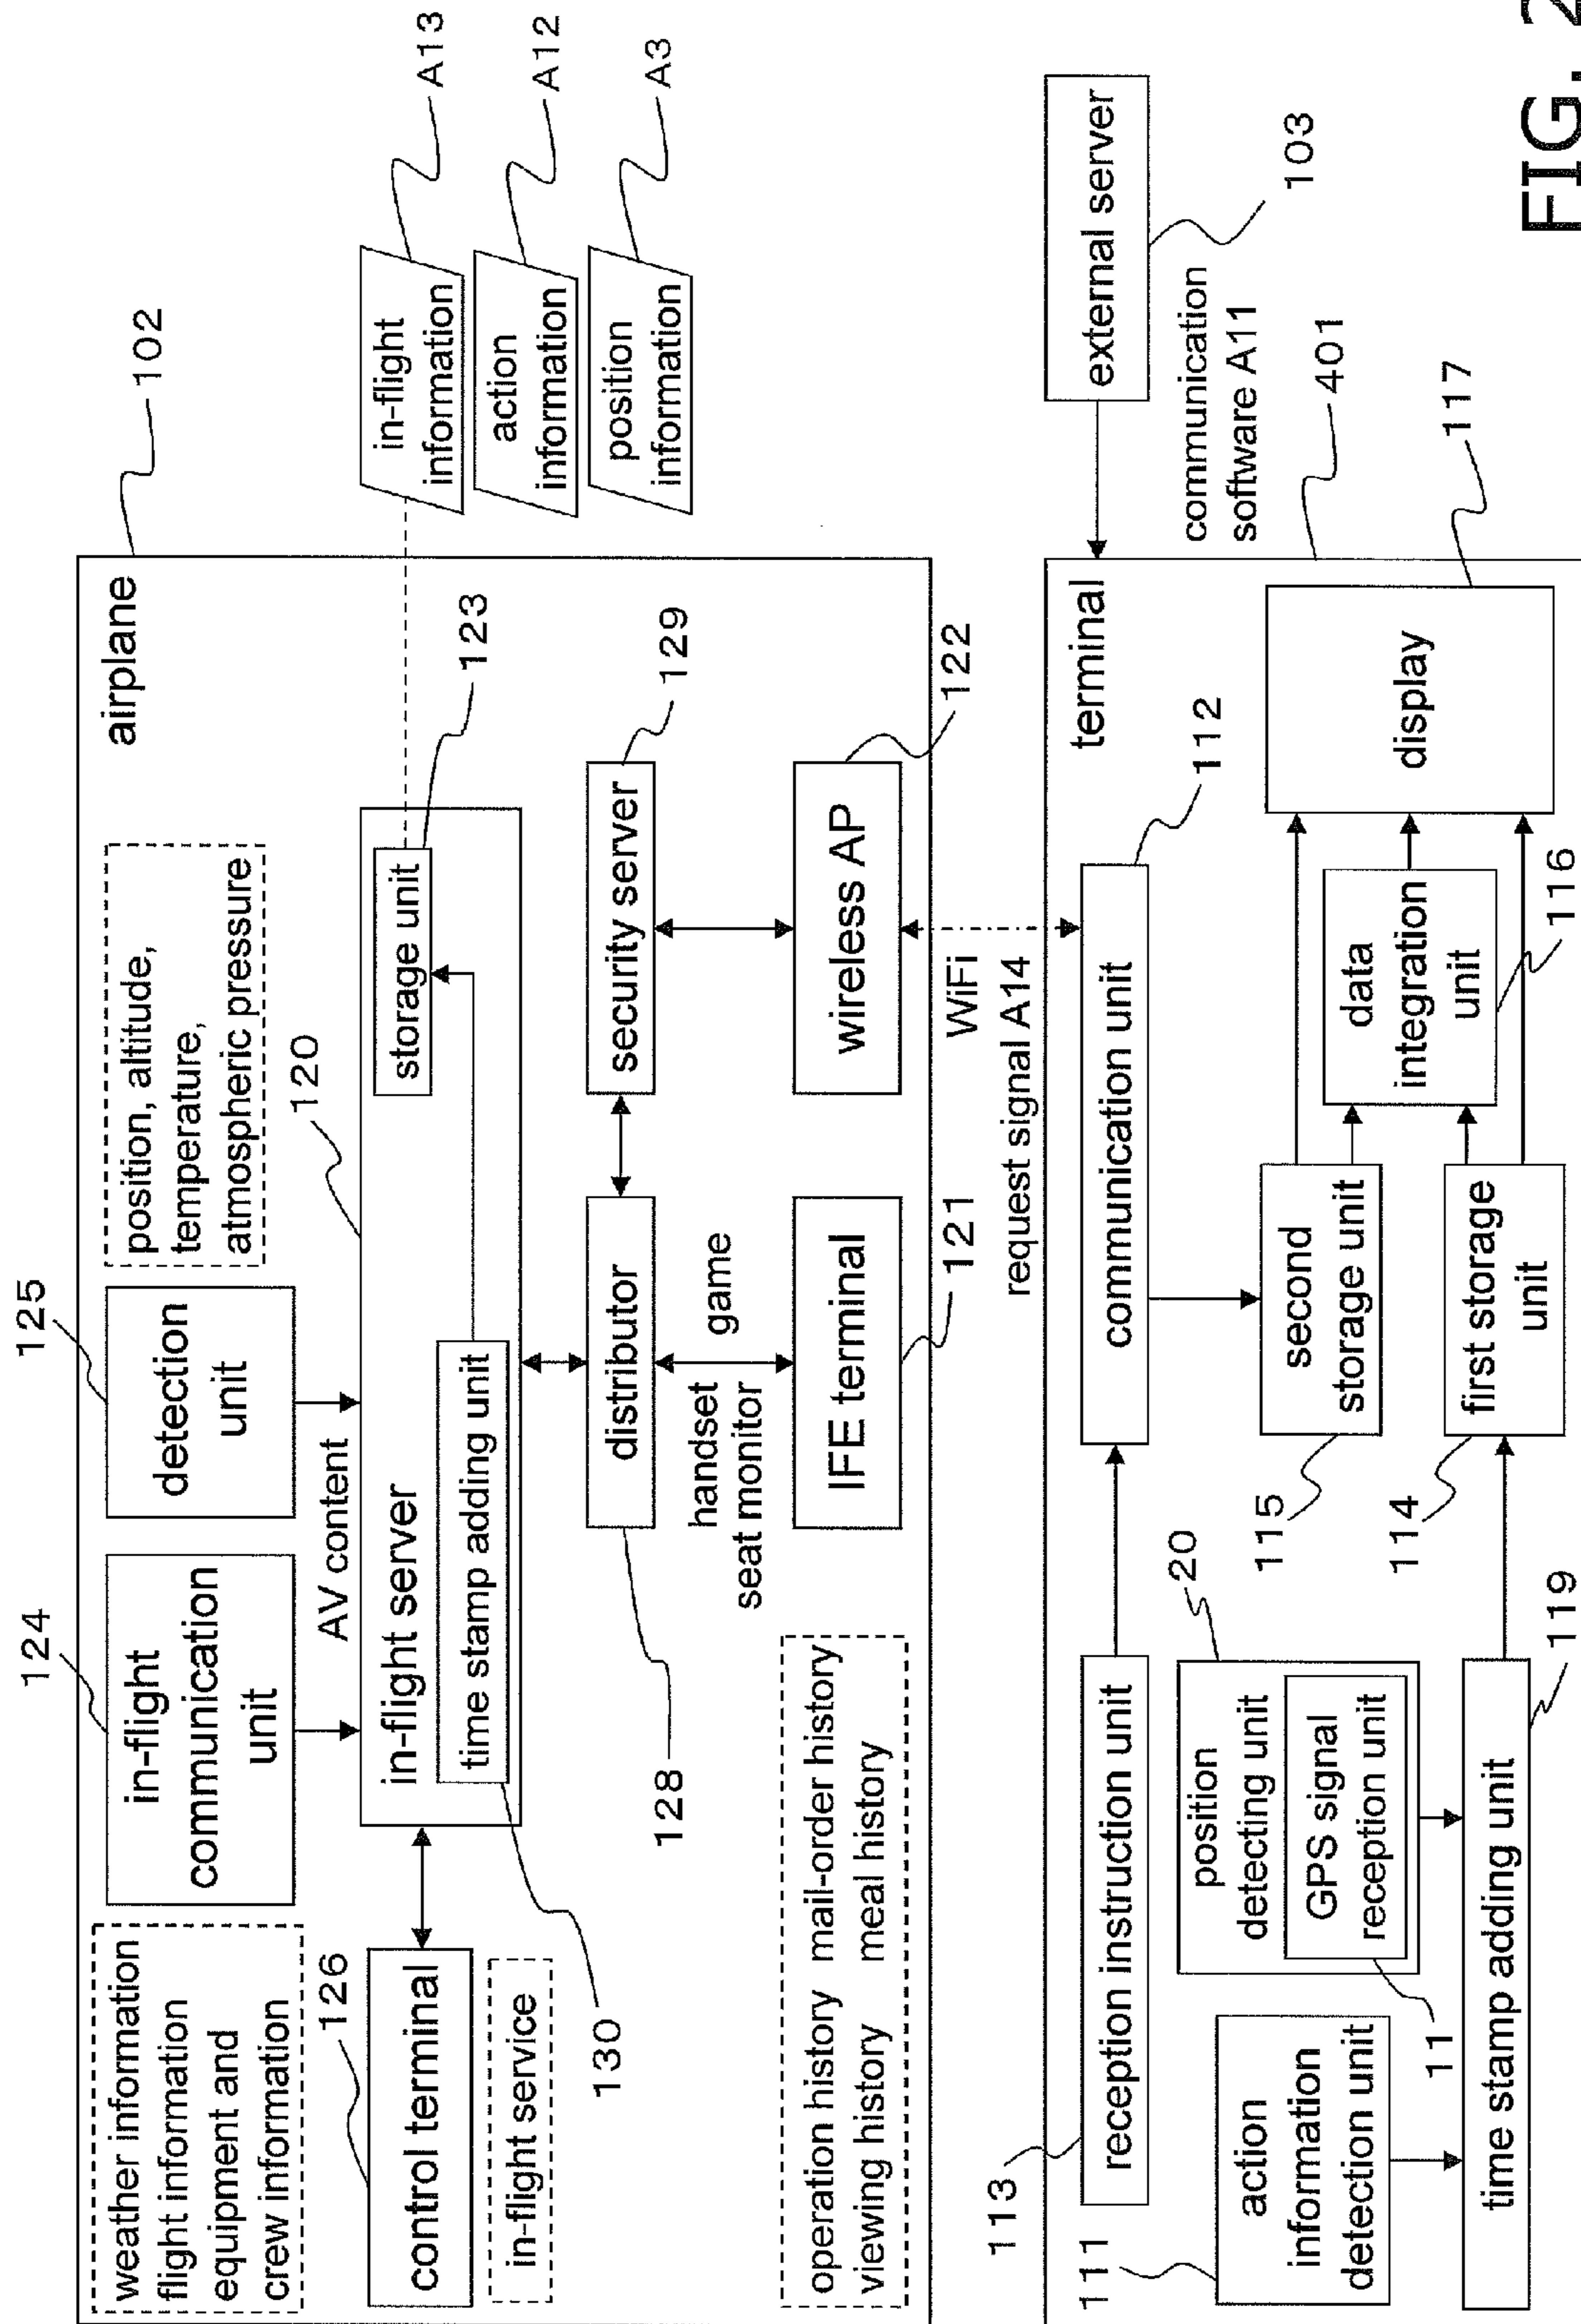 airplane
102
weather information
flight information
equipment and
crew information
124
in-flight
communication
unit
125
detection
unit
position, altitude,
temperature,
atmospheric pressure
126
control terminal
in-flight service
AV content
120
in-flight server
time stamp adding unit
130
storage unit
123
in-flight
information
A13
action
information
A12
position
information
A3
128
distributor
security server
129
handset
seat monitor
game
operation history mail-order history
viewing history meal history
IFE terminal
121
wireless AP
122
WiFi
request signal A14
terminal
external server
103
communication
software A11
401
113
reception instruction unit
communication unit
112
111
action
information
detection unit
position
detecting unit
20
GPS signal
reception unit
11
time stamp adding unit
119
second
storage unit
115
first storage
unit
114
data
integration
unit
116
display
117
FIG. 2